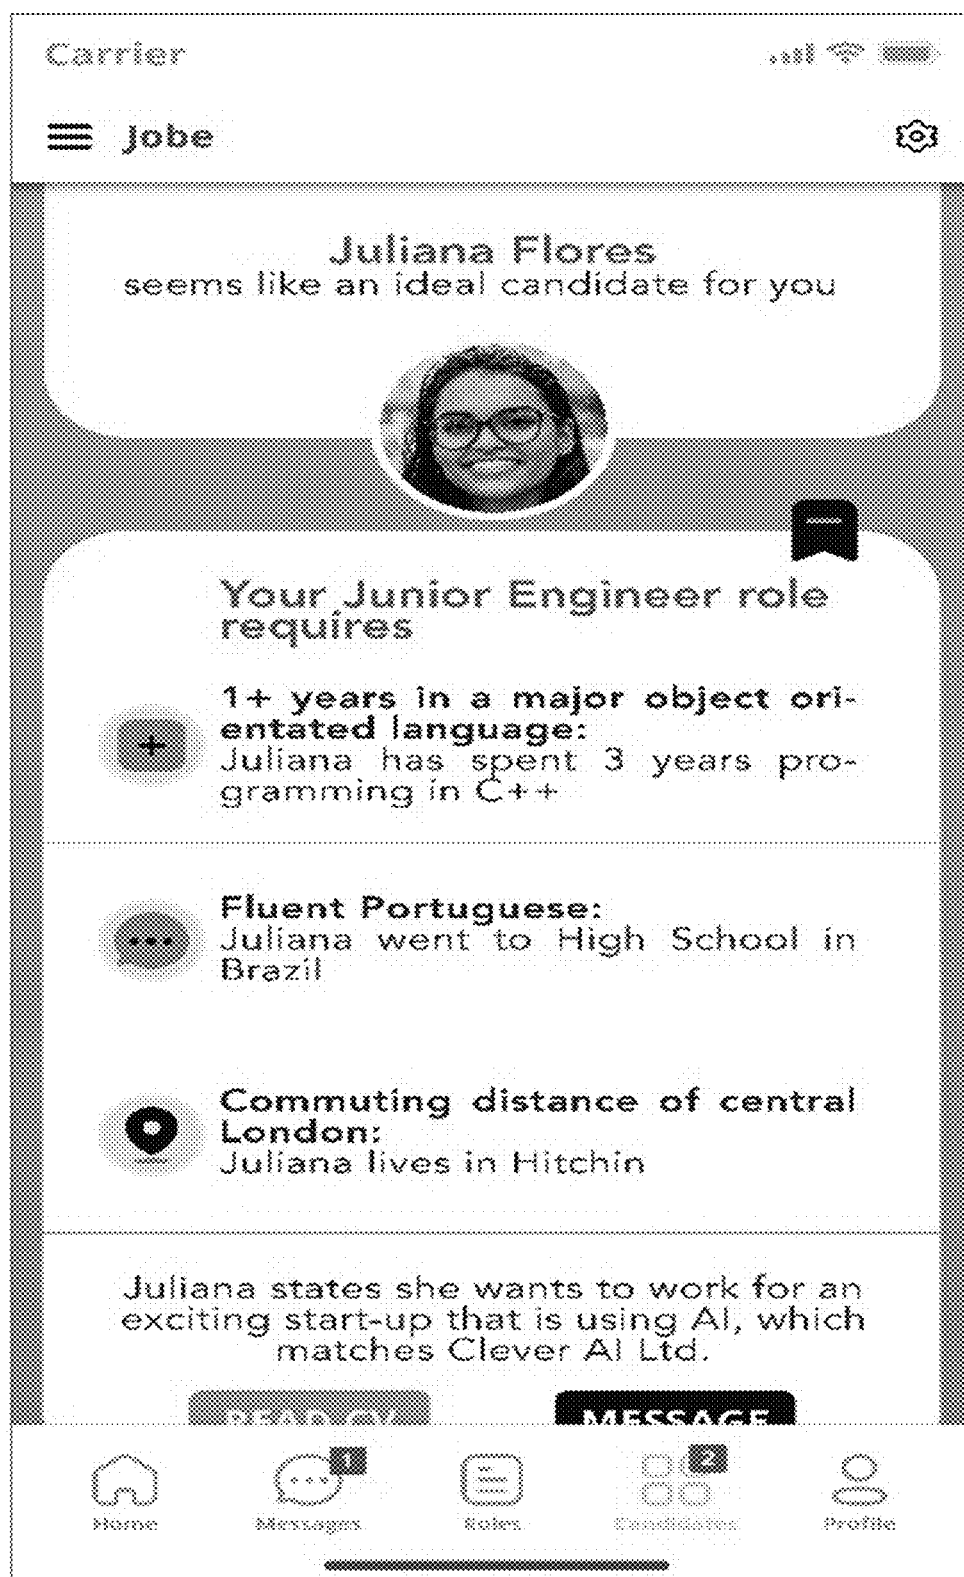 Carrier
Jobe
Juliana Flores
seems like an ideal candidate for you
Your Junior Engineer role
requires
1+ years in a major object ori-
entated language:
Juliana has spent 3 years pro-
gramming in C++
Fluent Portuguese:
Juliana went to High School in
Brazil
Commuting distance of central
London:
Juliana lives in Hitchin
Juliana states she wants to work for an
exciting start-up that is using AI, which
matches Clever AI Ltd.
READ CV MESSAGE
1 2
Home Messages Roles Candidates Profile